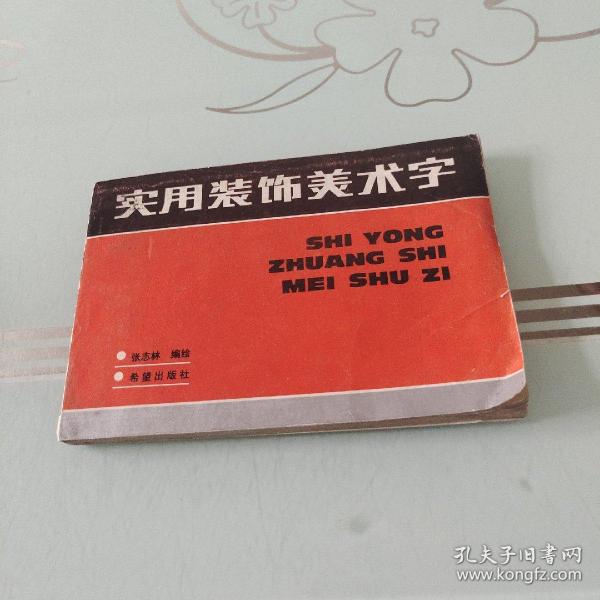 实用装饰美术字
SHI YONG
ZHUANG SHI
MEI SHU ZI
张志林 编绘
希望出版社
孔夫子旧书网
www.kongfz.com